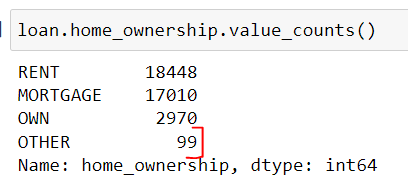 loan.home_ownership.value_counts()
RENT 18448
MORTGAGE 17010
OWN 2970
OTHER 99
Name: home_ownership, dtype: int64